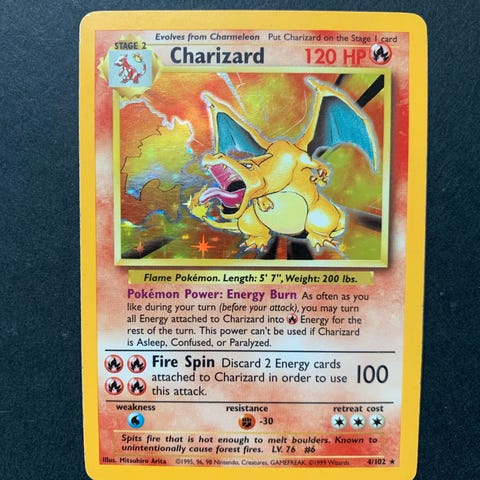 Evolves from Charmeleon Put Charizard on the Stage 1 card
STAGE 2
Charizard 120 HP
Flame Pokémon. Length: 5' 7", Weight: 200 lbs.
Pokémon Power: Energy Burn As often as you
like during your turn (before your attack), you may turn
all Energy attached to Charizard into Energy for the
rest of the turn. This power can't be used if Charizard
is Asleep, Confused, or Paralyzed.
Fire Spin Discard 2 Energy cards
attached to Charizard in order to use 100
this attack.
weakness resistance retreat cost
-30
Spits fire that is hot enough to melt boulders. Known to
unintentionally cause forest fires. LV. 76 #6
Illus. Mitsuhiro Arita ©1995, 96, 98 Nintendo, Creatures, GAMEFREAK. ©1999 Wizards. 4/102 ★